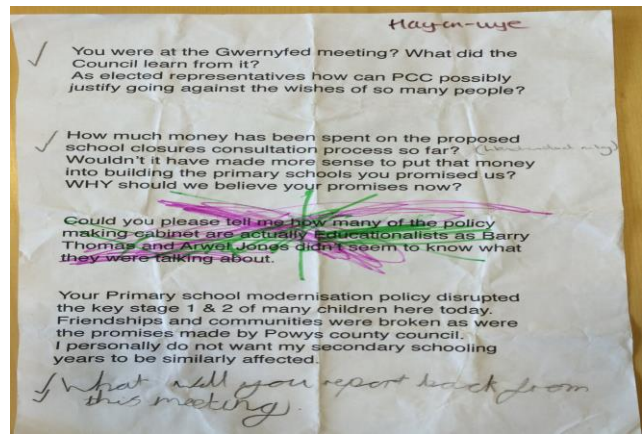 Hay-on-wye
You were at the Gwernyfed meeting? What did the
Council learn from it?
As elected representatives how can PCC possibly
justify going against the wishes of so many people?
How much money has been spent on the proposed
school closures consultation process so far?
Wouldn't it have made more sense to put that money
into building the primary schools you promised us?
WHY should we believe your promises now?
Could you please tell me how many of the policy
making cabinet are actually Educationalists as Barry
Thomas and Arwel Jones didn't seem to know what
they were talking about.
Your Primary school modernisation policy disrupted
the key stage 1 & 2 of many children here today.
Friendships and communities were broken as were
the promises made by Powys county council.
I personally do not want my secondary schooling
years to be similarly affected.
What will you report back from
this meeting.